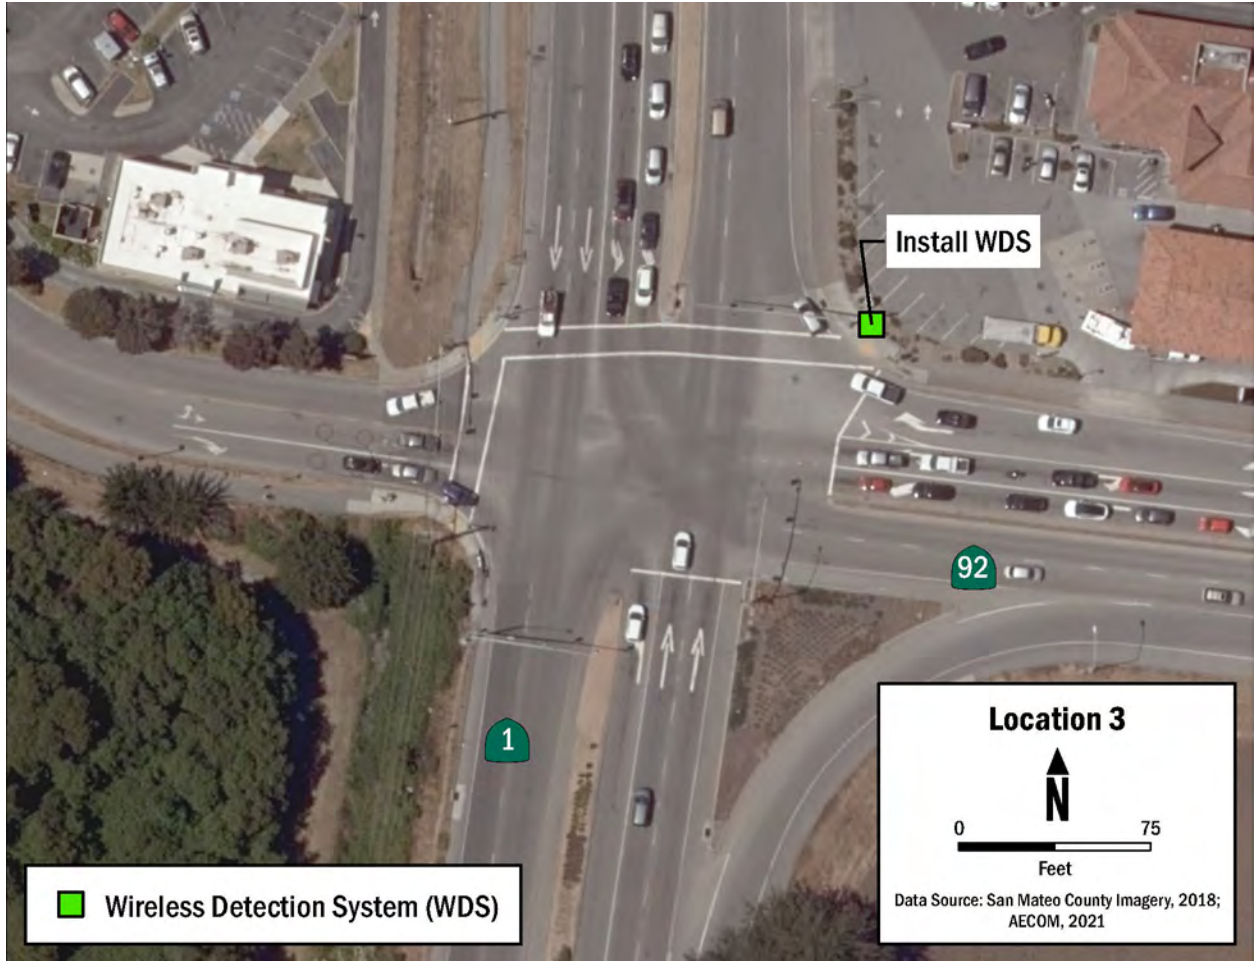 Install WDS
92
1
Location 3
N
0 75
Feet
Data Source: San Mateo County Imagery, 2018;
AECOM, 2021
Wireless Detection System (WDS)